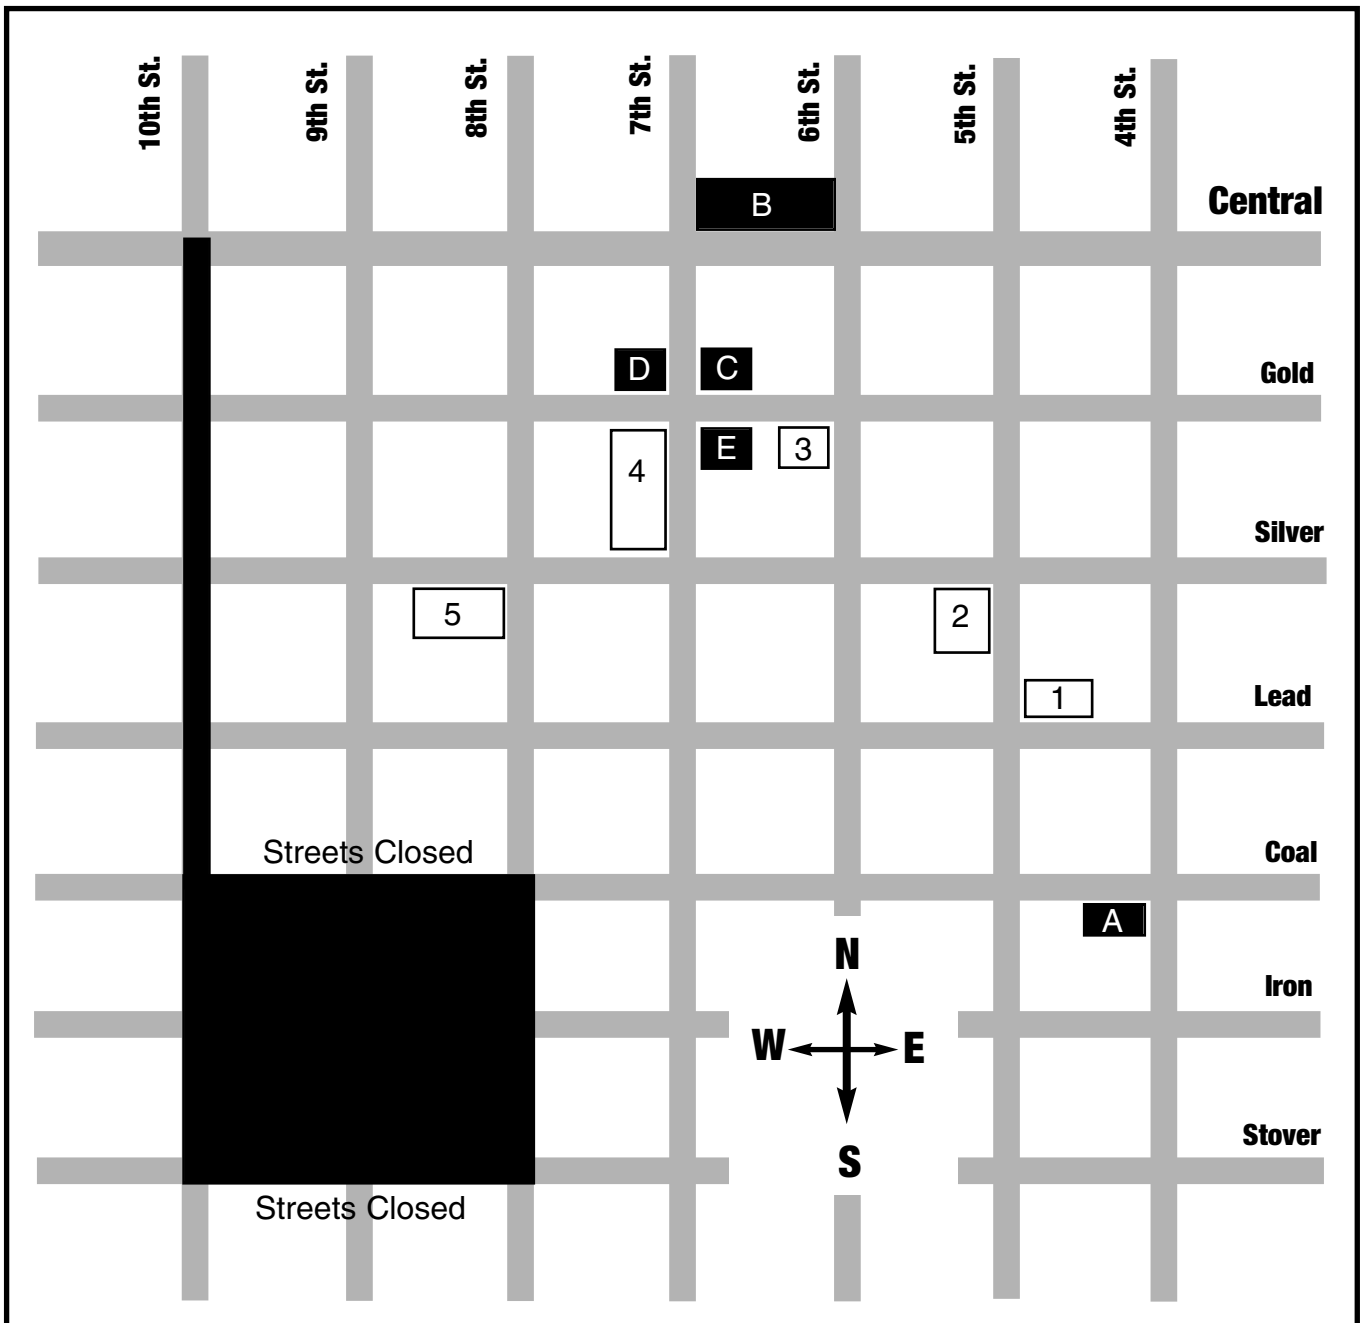 10th St.
9th St.
8th St.
7th St.
6th St.
5th St.
4th St.
Central
B
D
C
Gold
4
E
3
Silver
5
2
1
Lead
Streets Closed
Coal
A
N
Iron
W
E
S
Stover
Streets Closed